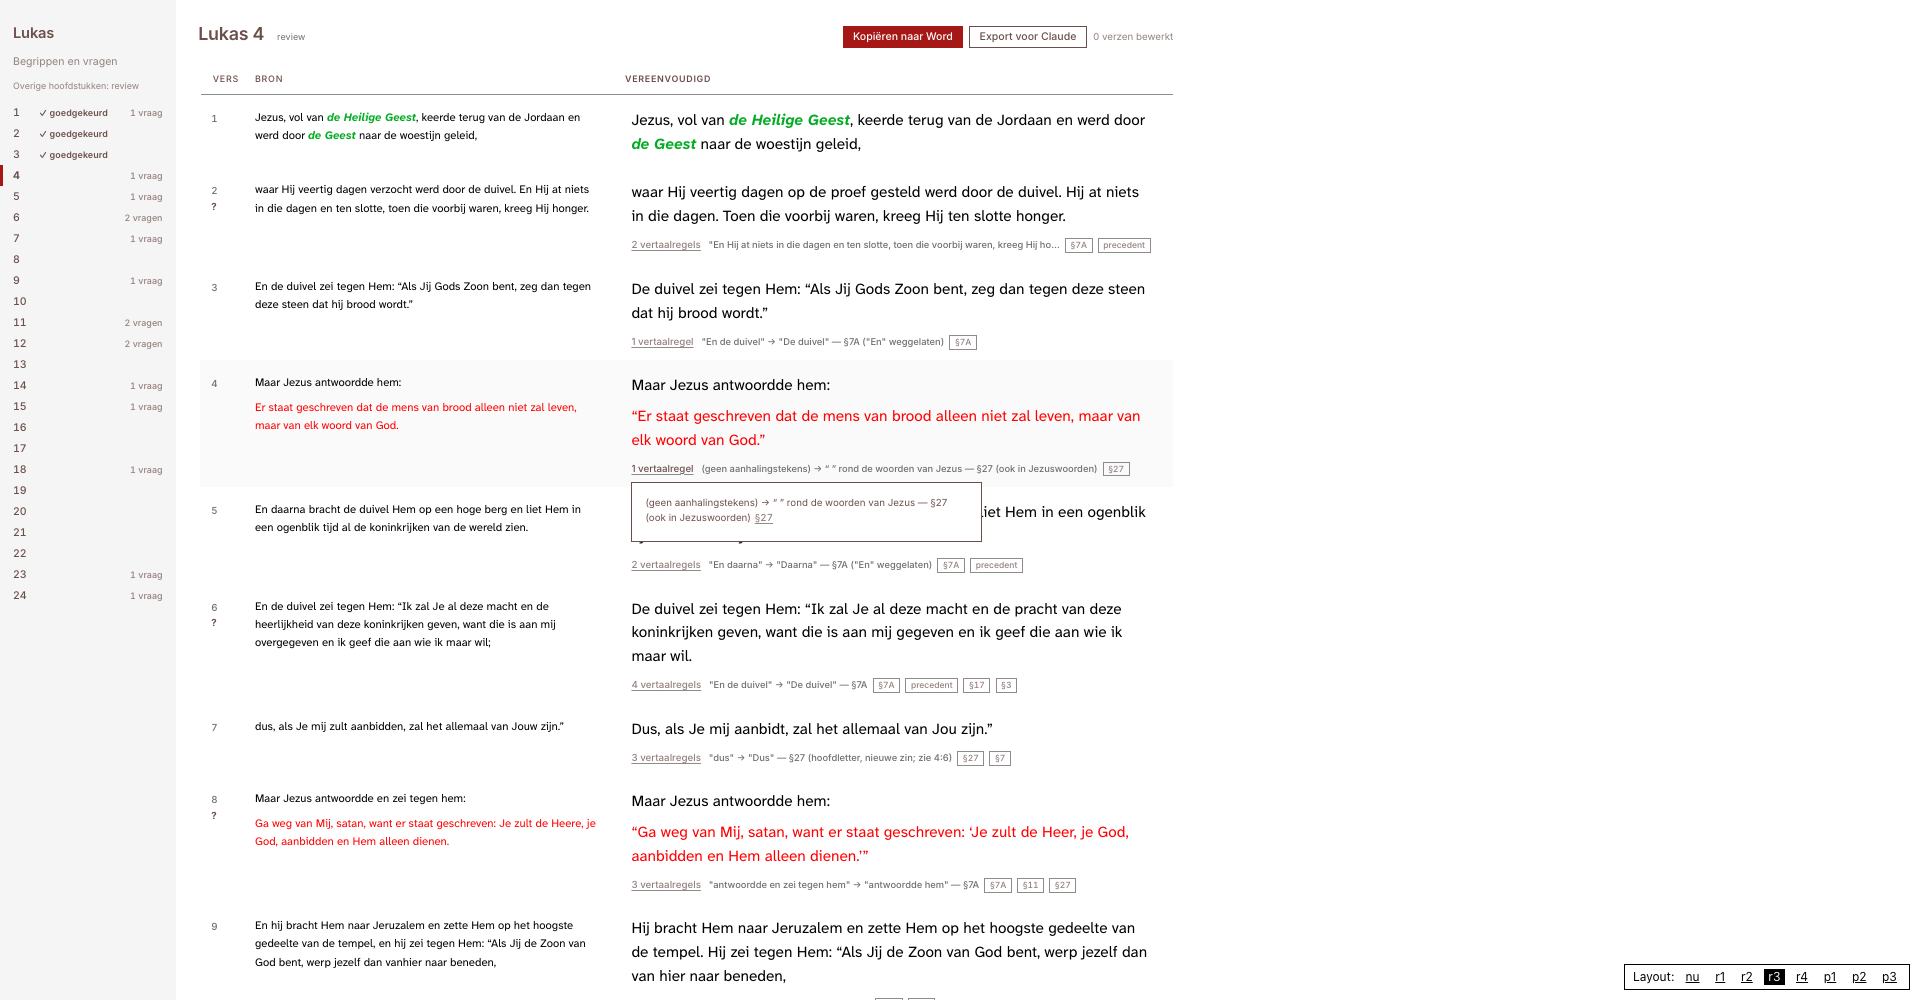 Lukas
Begrippen en vragen
Overige hoofdstukken: review
1 ✓ goedgekeurd 1 vraag
2 ✓ goedgekeurd
3 ✓ goedgekeurd
4 1 vraag
5 1 vraag
6 2 vragen
7 1 vraag
8
9 1 vraag
10
11 2 vragen
12 2 vragen
13
14 1 vraag
15 1 vraag
16
17
18 1 vraag
19
20
21
22
23 1 vraag
24 1 vraag
Lukas 4 review
Kopiëren naar Word Export voor Claude 0 verzen bewerkt
VERS BRON VEREENVOUDIGD
1
Jezus, vol van de Heilige Geest, keerde terug van de Jordaan en
werd door de Geest naar de woestijn geleid,
Jezus, vol van de Heilige Geest, keerde terug van de Jordaan en werd door
de Geest naar de woestijn geleid,
2
?
waar Hij veertig dagen verzocht werd door de duivel. En Hij at niets
in die dagen en ten slotte, toen die voorbij waren, kreeg Hij honger.
waar Hij veertig dagen op de proef gesteld werd door de duivel. Hij at niets
in die dagen. Toen die voorbij waren, kreeg Hij ten slotte honger.
2 vertaalregels "En Hij at niets in die dagen en ten slotte, toen die voorbij waren, kreeg Hij ho... §7A precedent
3
En de duivel zei tegen Hem: “Als Jij Gods Zoon bent, zeg dan tegen
deze steen dat hij brood wordt.”
De duivel zei tegen Hem: “Als Jij Gods Zoon bent, zeg dan tegen deze steen
dat hij brood wordt.”
1 vertaalregel "En de duivel" → "De duivel" — §7A ("En" weggelaten) §7A
4
Maar Jezus antwoordde hem:
Er staat geschreven dat de mens van brood alleen niet zal leven,
maar van elk woord van God.
Maar Jezus antwoordde hem:
“Er staat geschreven dat de mens van brood alleen niet zal leven, maar van
elk woord van God.”
1 vertaalregel (geen aanhalingstekens) → “ ” rond de woorden van Jezus — §27 (ook in Jezuswoorden) §27
(geen aanhalingstekens) → “ ” rond de woorden van Jezus — §27
(ook in Jezuswoorden) §27
5
En daarna bracht de duivel Hem op een hoge berg en liet Hem in
een ogenblik tijd al de koninkrijken van de wereld zien.
liet Hem in een ogenblik
2 vertaalregels "En daarna" → "Daarna" — §7A ("En" weggelaten) §7A precedent
6
?
En de duivel zei tegen Hem: “Ik zal Je al deze macht en de
heerlijkheid van deze koninkrijken geven, want die is aan mij
overgegeven en ik geef die aan wie ik maar wil;
De duivel zei tegen Hem: “Ik zal Je al deze macht en de pracht van deze
koninkrijken geven, want die is aan mij gegeven en ik geef die aan wie ik
maar wil.
4 vertaalregels "En de duivel" → "De duivel" — §7A §7A precedent §17 §3
7
dus, als Je mij zult aanbidden, zal het allemaal van Jouw zijn.”
Dus, als Je mij aanbidt, zal het allemaal van Jou zijn.”
3 vertaalregels "dus" → "Dus" — §27 (hoofdletter, nieuwe zin; zie 4:6) §27 §7
8
?
Maar Jezus antwoordde en zei tegen hem:
Ga weg van Mij, satan, want er staat geschreven: Je zult de Heere, je
God, aanbidden en Hem alleen dienen.
Maar Jezus antwoordde hem:
“Ga weg van Mij, satan, want er staat geschreven: ‘Je zult de Heer, je God,
aanbidden en Hem alleen dienen.’”
3 vertaalregels "antwoordde en zei tegen hem" → "antwoordde hem" — §7A §7A §11 §27
9
En hij bracht Hem naar Jeruzalem en zette Hem op het hoogste
gedeelte van de tempel, en hij zei tegen Hem: “Als Jij de Zoon van
God bent, werp jezelf dan vanhier naar beneden,
Hij bracht Hem naar Jeruzalem en zette Hem op het hoogste gedeelte van
de tempel. Hij zei tegen Hem: “Als Jij de Zoon van God bent, werp jezelf dan
van hier naar beneden,
Layout: nu r1 r2 r3 r4 p1 p2 p3